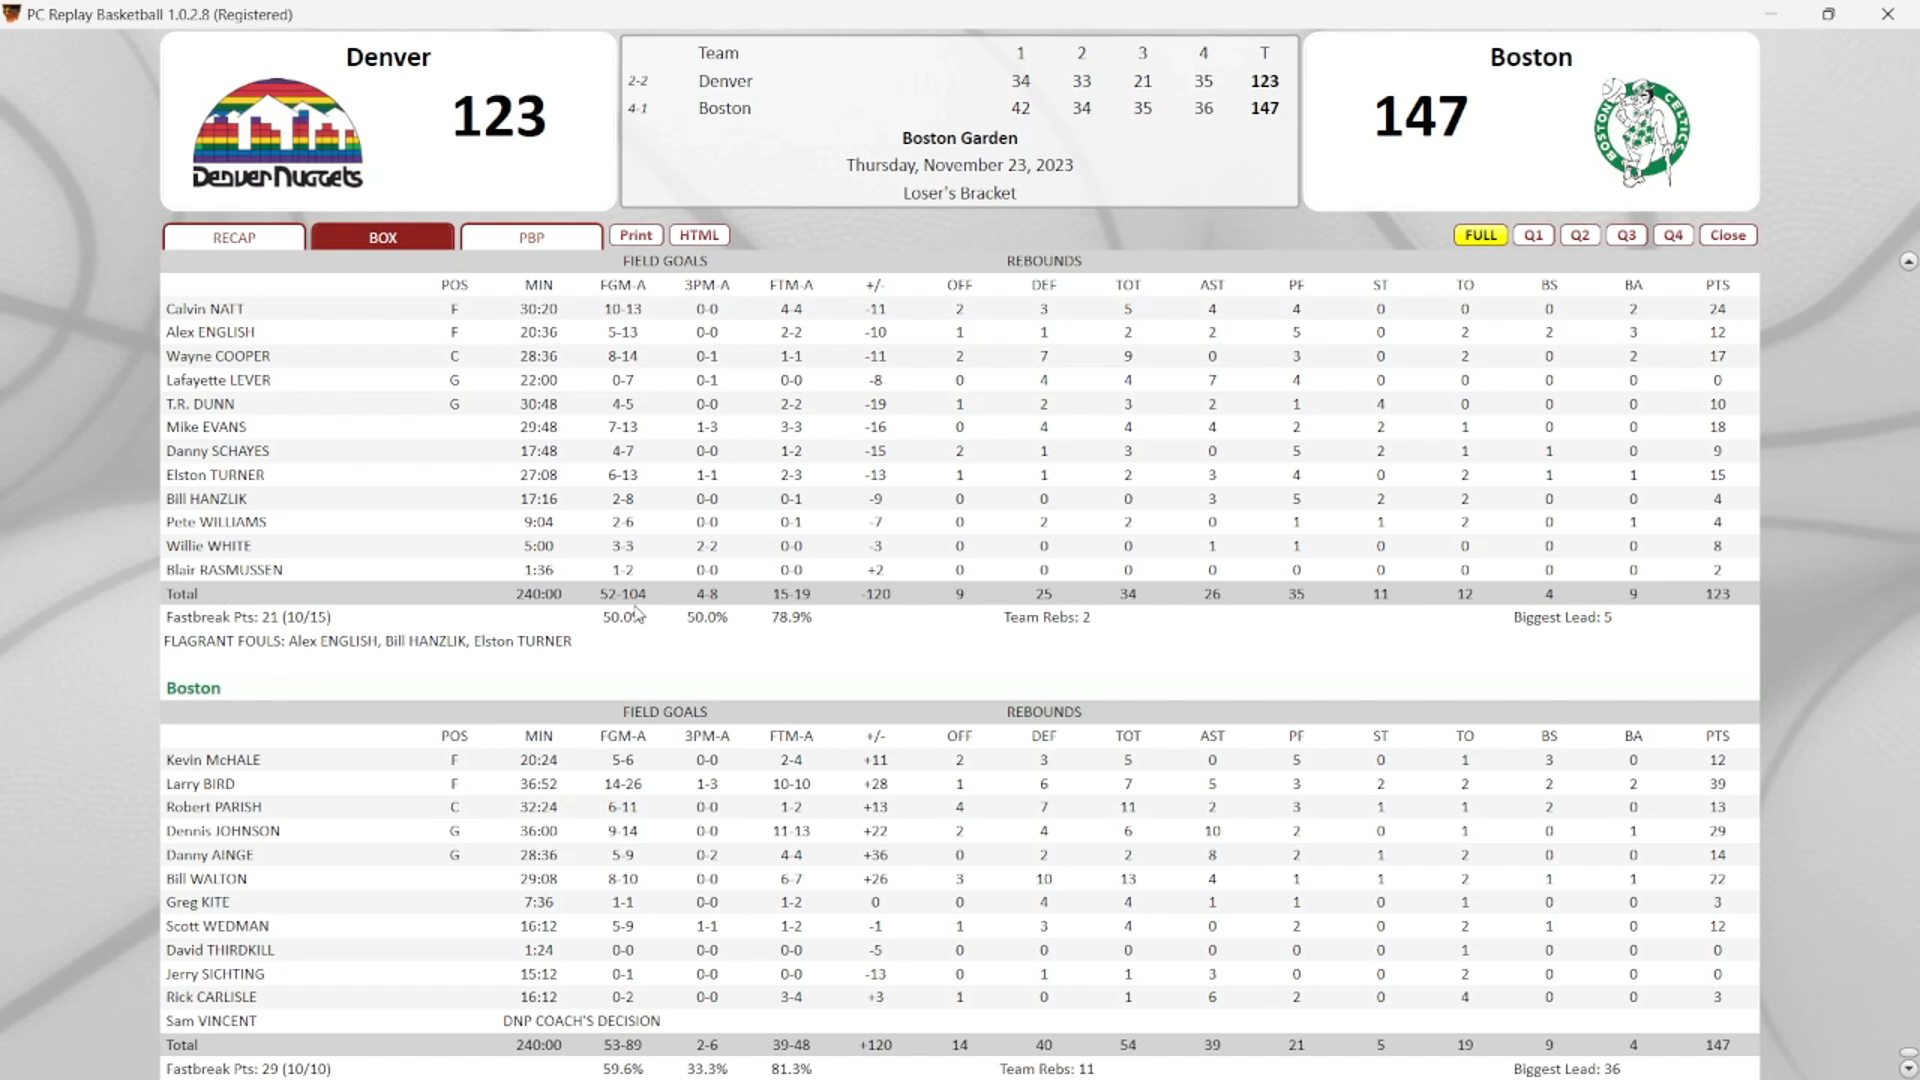 PC Replay Basketball 1.0.2.8 (Registered)
Denver
123
DENVER NUGGETS
Team 1 2 3 4 T
2-2 Denver 34 33 21 35 123
4-1 Boston 42 34 35 36 147
Boston Garden
Thursday, November 23, 2023
Loser's Bracket
Boston
147
BOSTON CELTICS
RECAP BOX PBP Print HTML FULL Q1 Q2 Q3 Q4 Close
FIELD GOALS REBOUNDS
POS MIN FGM-A 3PM-A FTM-A +/- OFF DEF TOT AST PF ST TO BS BA PTS
Calvin NATT F 30:20 10-13 0-0 4-4 -11 2 3 5 4 4 0 0 0 2 24
Alex ENGLISH F 20:36 5-13 0-0 2-2 -10 1 1 2 2 5 0 2 2 3 12
Wayne COOPER C 28:36 8-14 0-1 1-1 -11 2 7 9 0 3 0 2 0 2 17
Lafayette LEVER G 22:00 0-7 0-1 0-0 -8 0 4 4 7 4 0 0 0 0 0
T.R. DUNN G 30:48 4-5 0-0 2-2 -19 1 2 3 2 1 4 0 0 0 10
Mike EVANS 29:48 7-13 1-3 3-3 -16 0 4 4 4 2 2 1 0 0 18
Danny SCHAYES 17:48 4-7 0-0 1-2 -15 2 1 3 0 5 2 1 1 0 9
Elston TURNER 27:08 6-13 1-1 2-3 -13 1 1 2 3 4 0 2 1 1 15
Bill HANZLIK 17:16 2-8 0-0 0-1 -9 0 0 0 3 5 2 2 0 0 4
Pete WILLIAMS 9:04 2-6 0-0 0-1 -7 0 2 2 0 1 1 2 0 1 4
Willie WHITE 5:00 3-3 2-2 0-0 -3 0 0 0 1 1 0 0 0 0 8
Blair RASMUSSEN 1:36 1-2 0-0 0-0 +2 0 0 0 0 0 0 0 0 0 2
Total 240:00 52-104 4-8 15-19 -120 9 25 34 26 35 11 12 4 9 123
Fastbreak Pts: 21 (10/15) 50.0% 50.0% 78.9% Team Rebs: 2 Biggest Lead: 5
FLAGRANT FOULS: Alex ENGLISH, Bill HANZLIK, Elston TURNER
Boston
FIELD GOALS REBOUNDS
POS MIN FGM-A 3PM-A FTM-A +/- OFF DEF TOT AST PF ST TO BS BA PTS
Kevin McHALE F 20:24 5-6 0-0 2-4 +11 2 3 5 0 5 0 1 3 0 12
Larry BIRD F 36:52 14-26 1-3 10-10 +28 1 6 7 5 3 2 2 2 2 39
Robert PARISH C 32:24 6-11 0-0 1-2 +13 4 7 11 2 3 1 1 2 0 13
Dennis JOHNSON G 36:00 9-14 0-0 11-13 +22 2 4 6 10 2 0 1 0 1 29
Danny AINGE G 28:36 5-9 0-2 4-4 +36 0 2 2 8 2 1 2 0 0 14
Bill WALTON 29:08 8-10 0-0 6-7 +26 3 10 13 4 1 1 2 1 1 22
Greg KITE 7:36 1-1 0-0 1-2 0 0 4 4 1 1 0 1 0 0 3
Scott WEDMAN 16:12 5-9 1-1 1-2 -1 1 3 4 0 2 0 2 1 0 12
David THIRDKILL 1:24 0-0 0-0 0-0 -5 0 0 0 0 0 0 1 0 0 0
Jerry SICHTING 15:12 0-1 0-0 0-0 -13 0 1 1 3 0 0 2 0 0 0
Rick CARLISLE 16:12 0-2 0-0 3-4 +3 1 0 1 6 2 0 4 0 0 3
Sam VINCENT DNP COACH'S DECISION
Total 240:00 53-89 2-6 39-48 +120 14 40 54 39 21 5 19 9 4 147
Fastbreak Pts: 29 (10/10) 59.6% 33.3% 81.3% Team Rebs: 11 Biggest Lead: 36